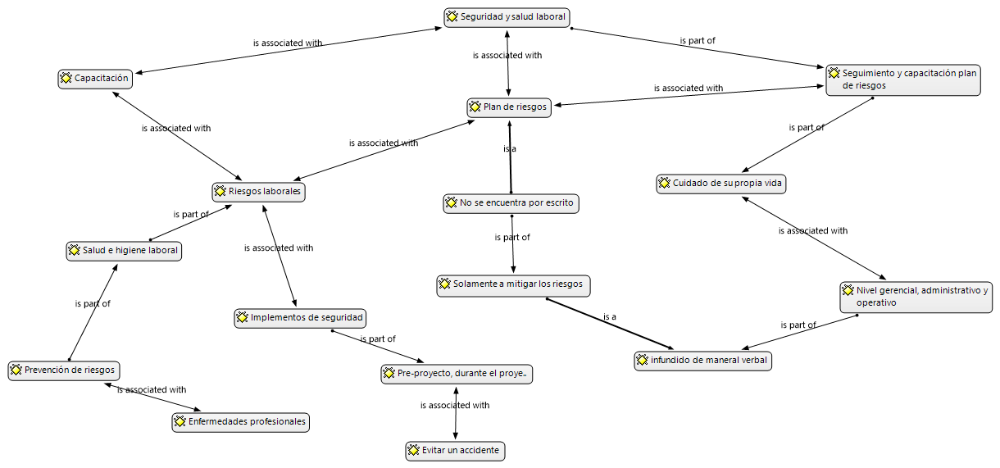 Seguridad y salud laboral
is associated with
is part of
is associated with
Capacitación
Seguimiento y capacitación plan
de riesgos
is associated with
Plan de riesgos
is associated with
is part of
is associated with
is a
Riesgos laborales
Cuidado de su propia vida
No se encuentra por escrito
is part of
is associated with
is part of
Salud e higiene laboral
is associated with
Solamente a mitigar los riesgos
Nivel gerencial, administrativo y
operativo
is part of
Implementos de seguridad
is a
is part of
is part of
infundido de maneral verbal
Prevención de riesgos
Pre-proyecto, durante el proye..
is associated with
is associated with
Enfermedades profesionales
Evitar un accidente